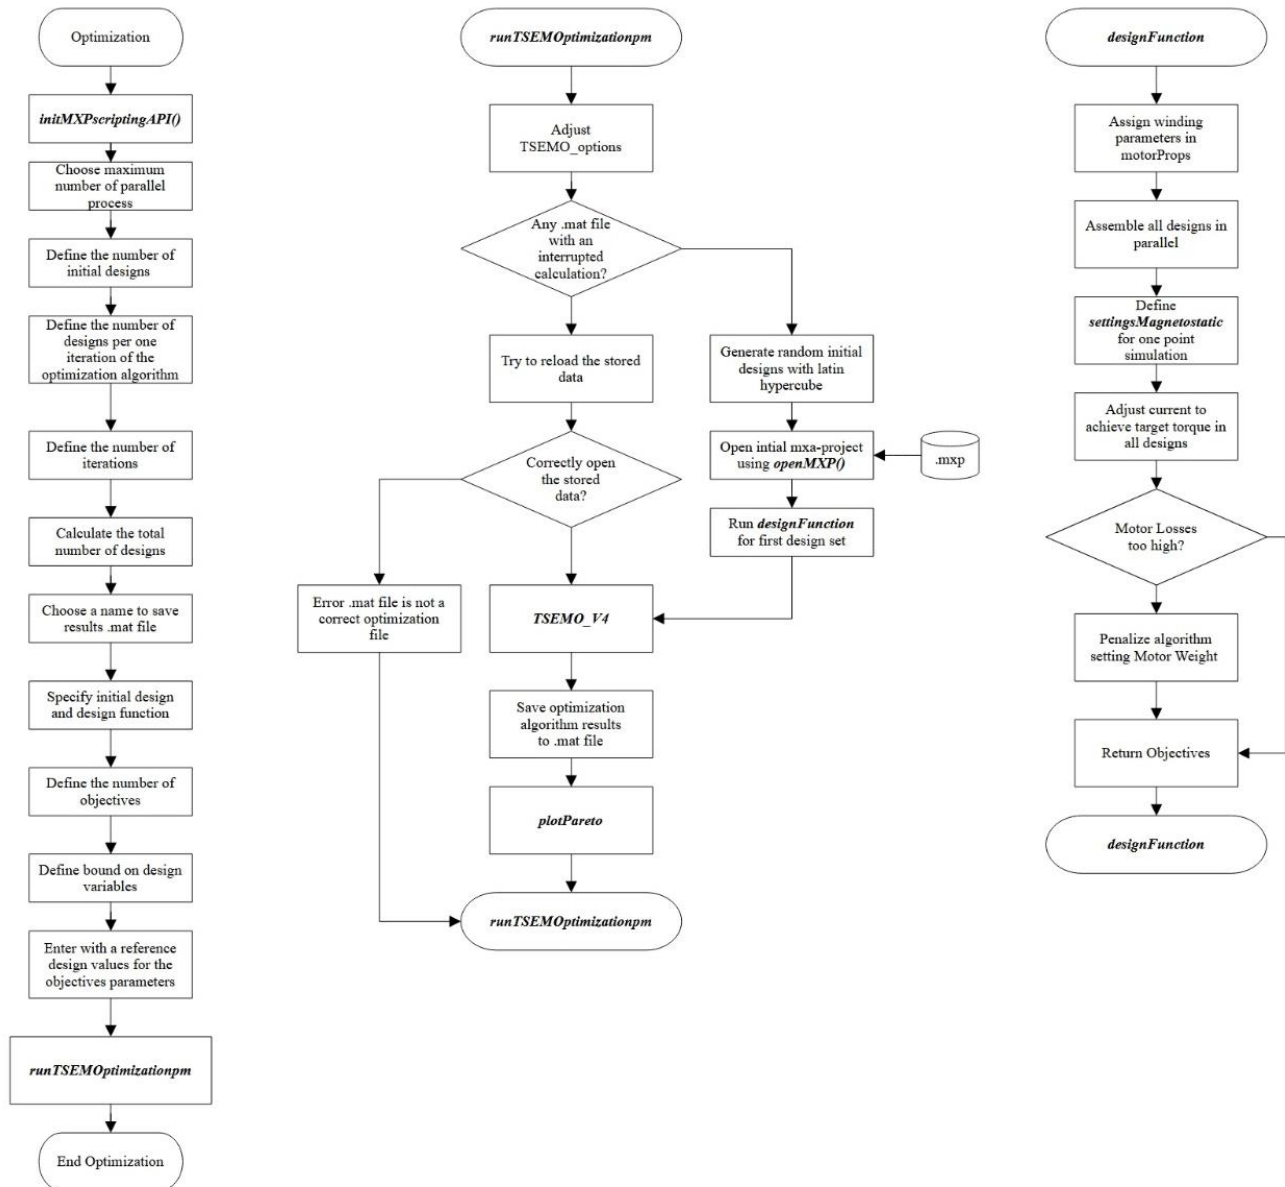 Optimization
initMXPscriptingAPI()
Choose maximum
number of parallel
process
Define the number of
initial designs
Define the number of
designs per one
iteration of the
optimization algorithm
Define the number of
iterations
Calculate the total
number of designs
Choose a name to save
results .mat file
Specify initial design
and design function
Define the number of
objectives
Define bound on design
variables
Enter with a reference
design values for the
objectives parameters
runTSEMOptimizationpm
End Optimization
runTSEMOptimizationpm
Adjust
TSEMO_options
Any .mat file
with an
interrupted
calculation?
Try to reload the stored
data
Correctly open
the stored
data?
Error .mat file is not a
correct optimization
file
Generate random initial
designs with latin
hypercube
Open intial mxa-project
using openMXP()
.mxp
Run designFunction
for first design set
TSEMO_V4
Save optimization
algorithm results
to .mat file
plotPareto
runTSEMOptimizationpm
designFunction
Assign winding
parameters in
motorProps
Assemble all designs in
parallel
Define
settingsMagnetostatic
for one point
simulation
Adjust current to
achieve target torque in
all designs
Motor Losses
too high?
Penalize algorithm
setting Motor Weight
Return Objectives
designFunction